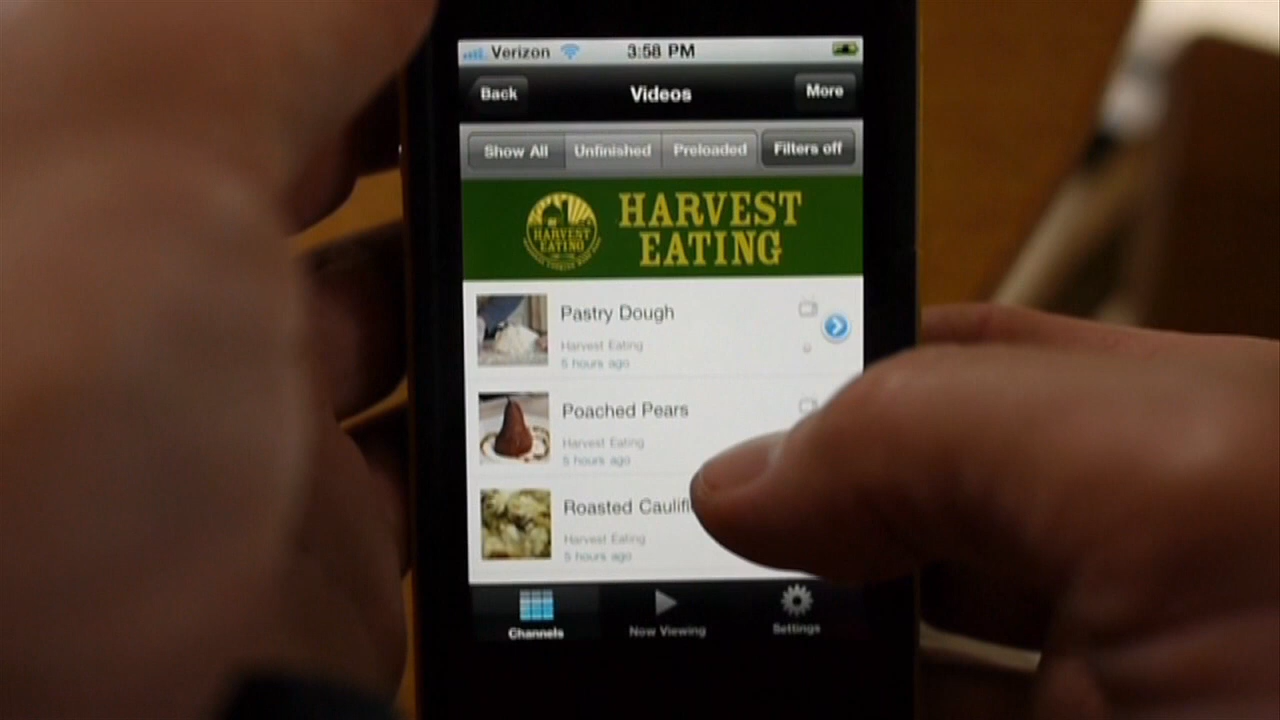 Verizon 3:58 PM
Back Videos More
Show All Unfinished Preloaded Filters off
HARVEST EATING
HARVEST
EATING
Pastry Dough
Harvest Eating
5 hours ago
Poached Pears
Harvest Eating
5 hours ago
Roasted Caulifl
Harvest Eating
5 hours ago
Channels Now Viewing Settings